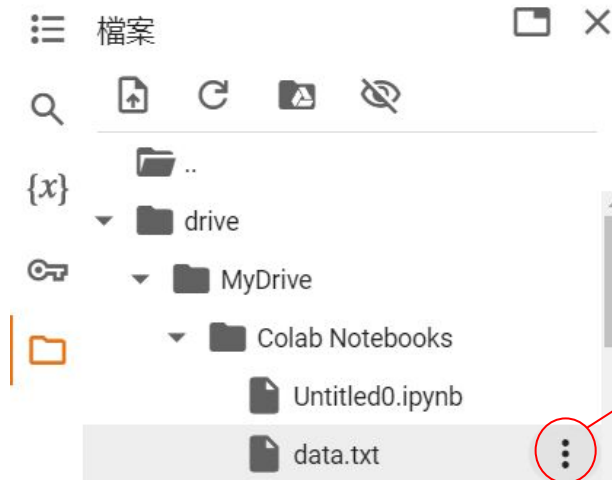 檔案
{x}
..
drive
MyDrive
Colab Notebooks
Untitled0.ipynb
data.txt